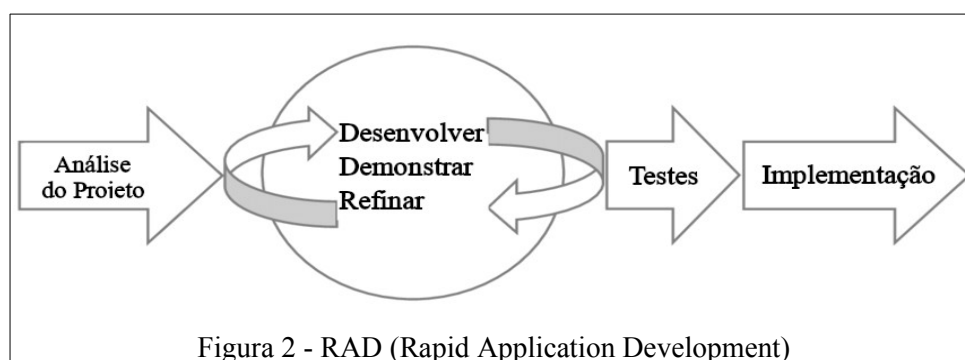 Análise
do Projeto
Desenvolver
Demonstrar
Refinar
Testes
Implementação
Figura 2 - RAD (Rapid Application Development)